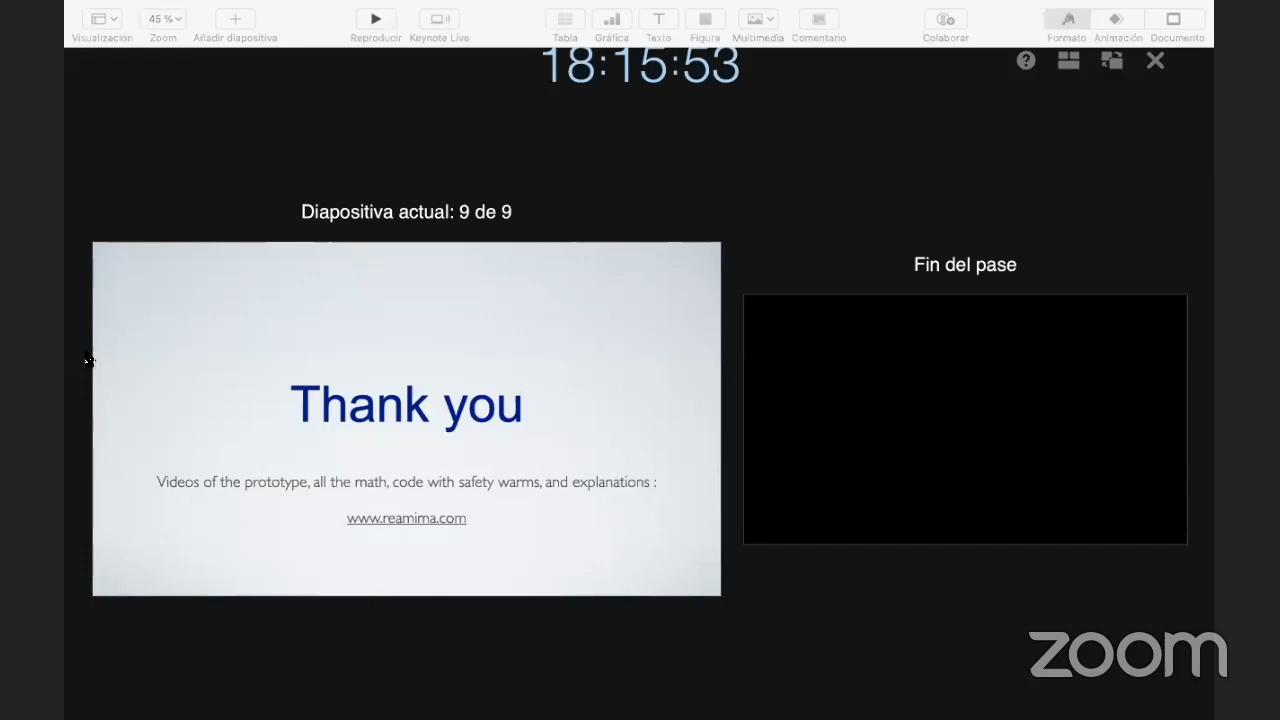 45 %
Visualización Zoom Añadir diapositiva Reproducir Keynote Live Tabla Gráfica Texto Figura Multimedia Comentario Colaborar Formato Animación Documento
18:15:53
Diapositiva actual: 9 de 9
Fin del pase
Thank you
Videos of the prototype, all the math, code with safety warms, and explanations :
www.reamima.com
zoom